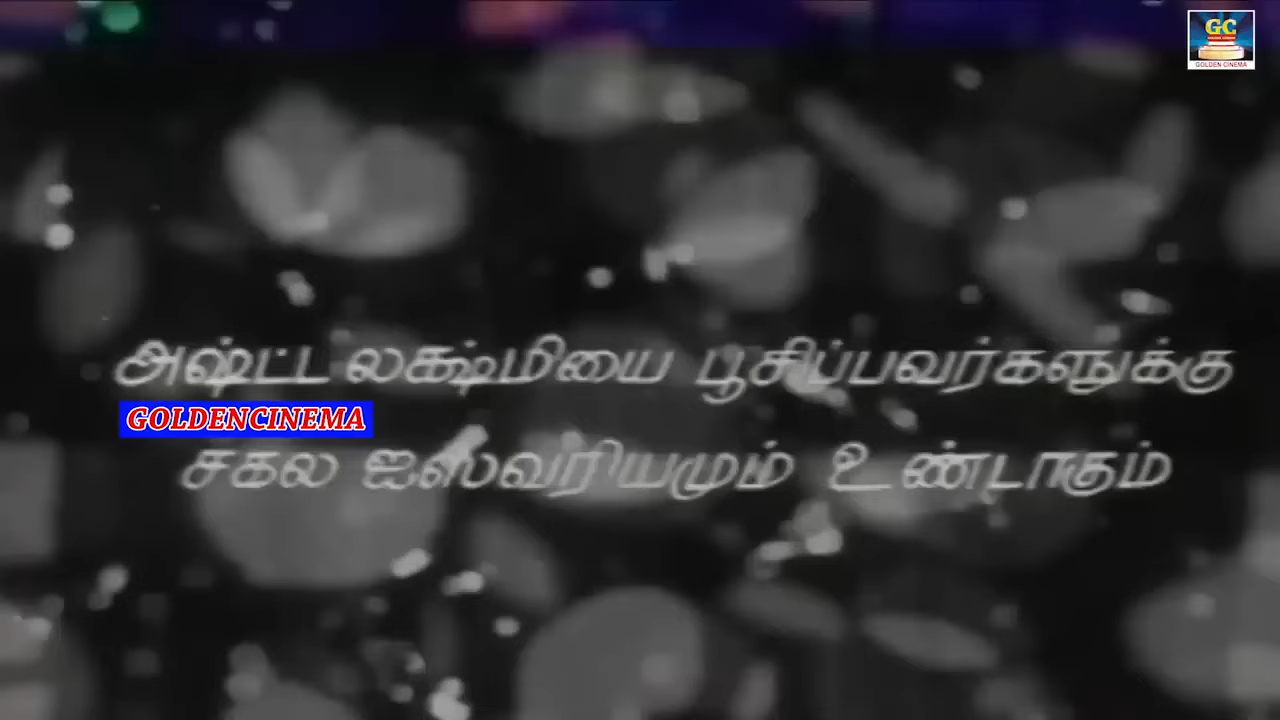 GC
GOLDEN CINEMA
அஷ்ட லக்ஷ்மியை பூசிப்பவர்களுக்கு
GOLDENCINEMA
சகல ஐஸ்வரியமும் உண்டாகும்